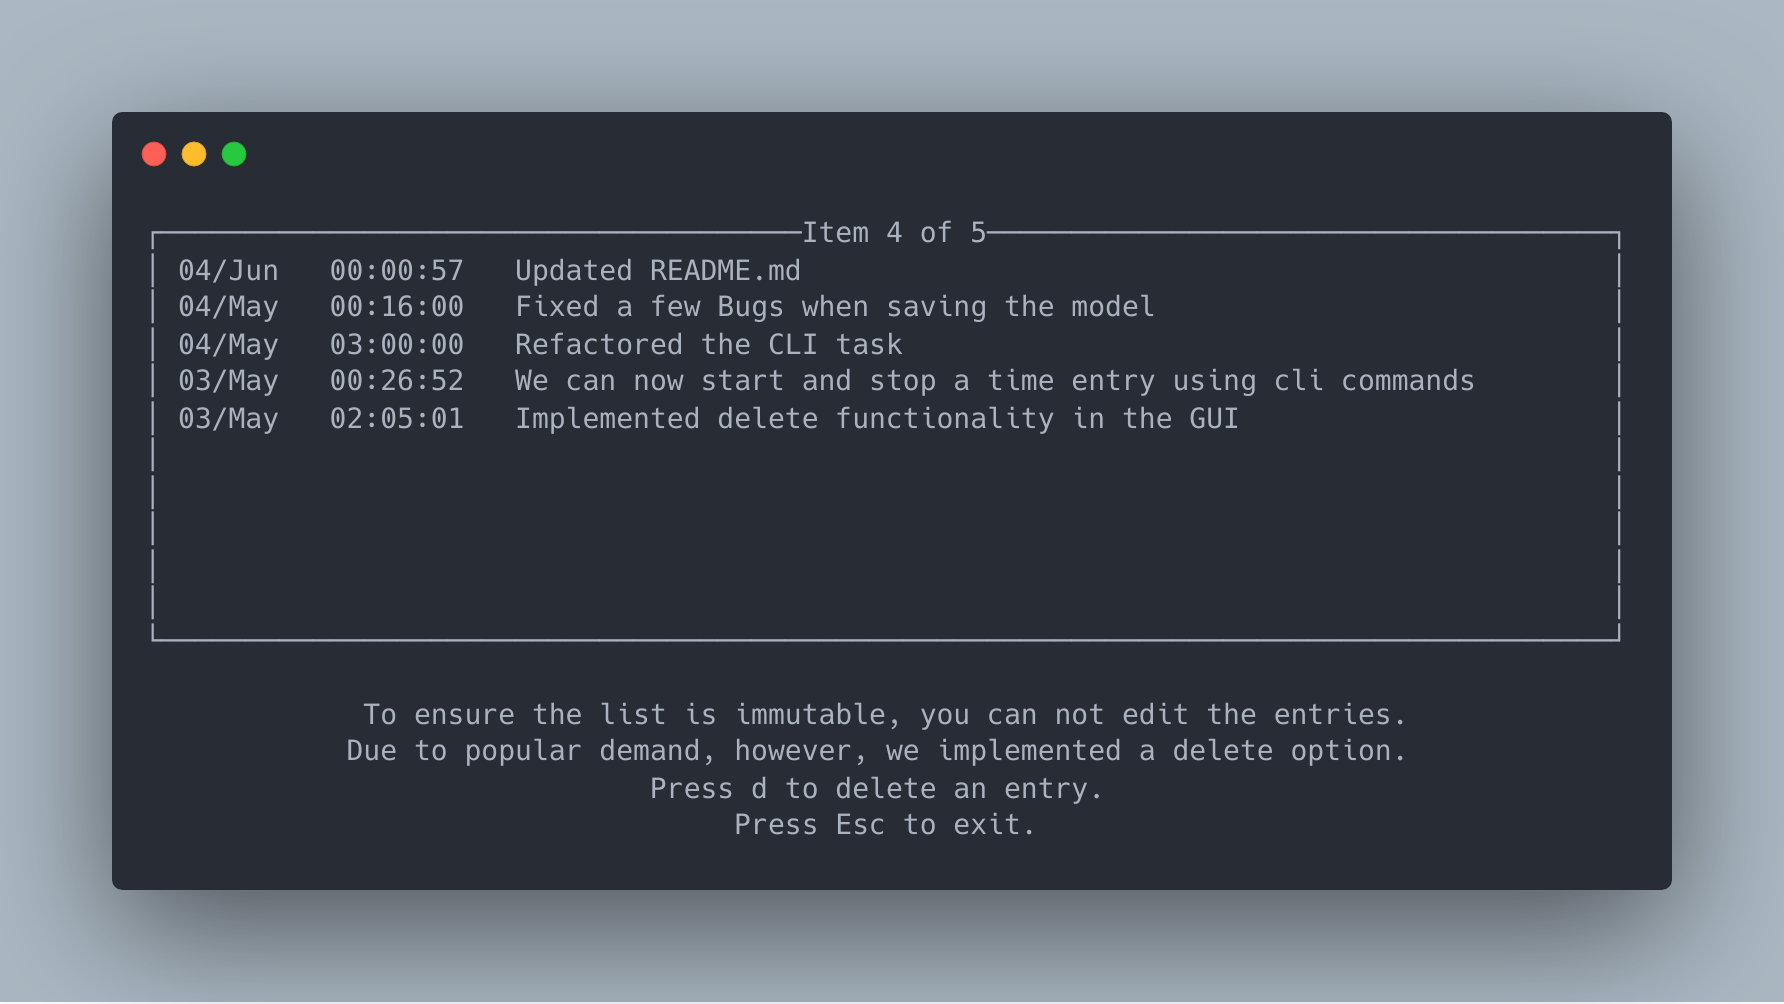 Item 4 of 5
04/Jun   00:00:57   Updated README.md
04/May   00:16:00   Fixed a few Bugs when saving the model
04/May   03:00:00   Refactored the CLI task
03/May   00:26:52   We can now start and stop a time entry using cli commands
03/May   02:05:01   Implemented delete functionality in the GUI
To ensure the list is immutable, you can not edit the entries.
Due to popular demand, however, we implemented a delete option.
Press d to delete an entry.
Press Esc to exit.